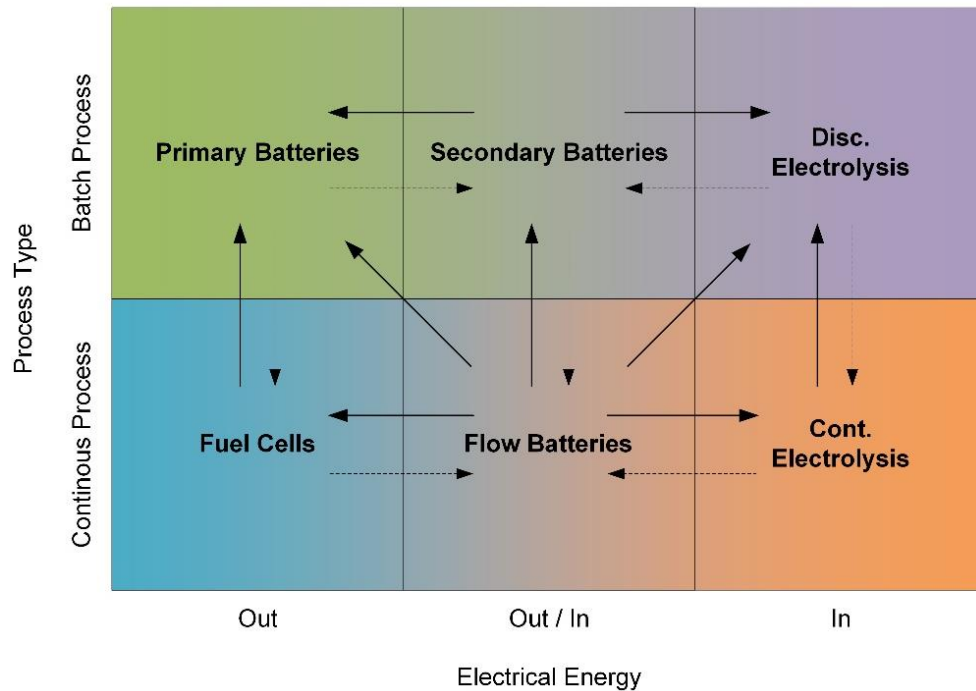 Process Type
Batch Process
Primary Batteries
Secondary Batteries
Disc.
Electrolysis
Continous Process
Fuel Cells
Flow Batteries
Cont.
Electrolysis
Out
Out / In
In
Electrical Energy